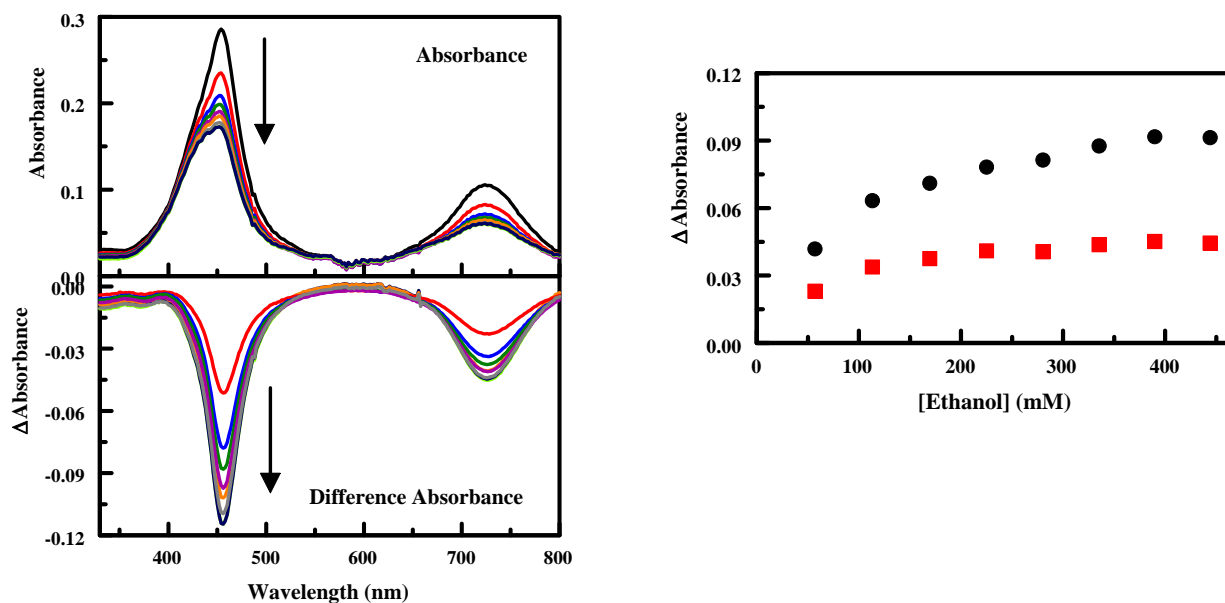 0.3
0.2
0.1
0.0
Absorbance
Absorbance
0.00
-0.03
-0.06
-0.09
-0.12
ΔAbsorbance
Difference Absorbance
400 500 600 700 800
Wavelength (nm)
0.12
0.09
0.06
0.03
0.00
Δ Absorbance
0 100 200 300 400
[Ethanol] (mM)